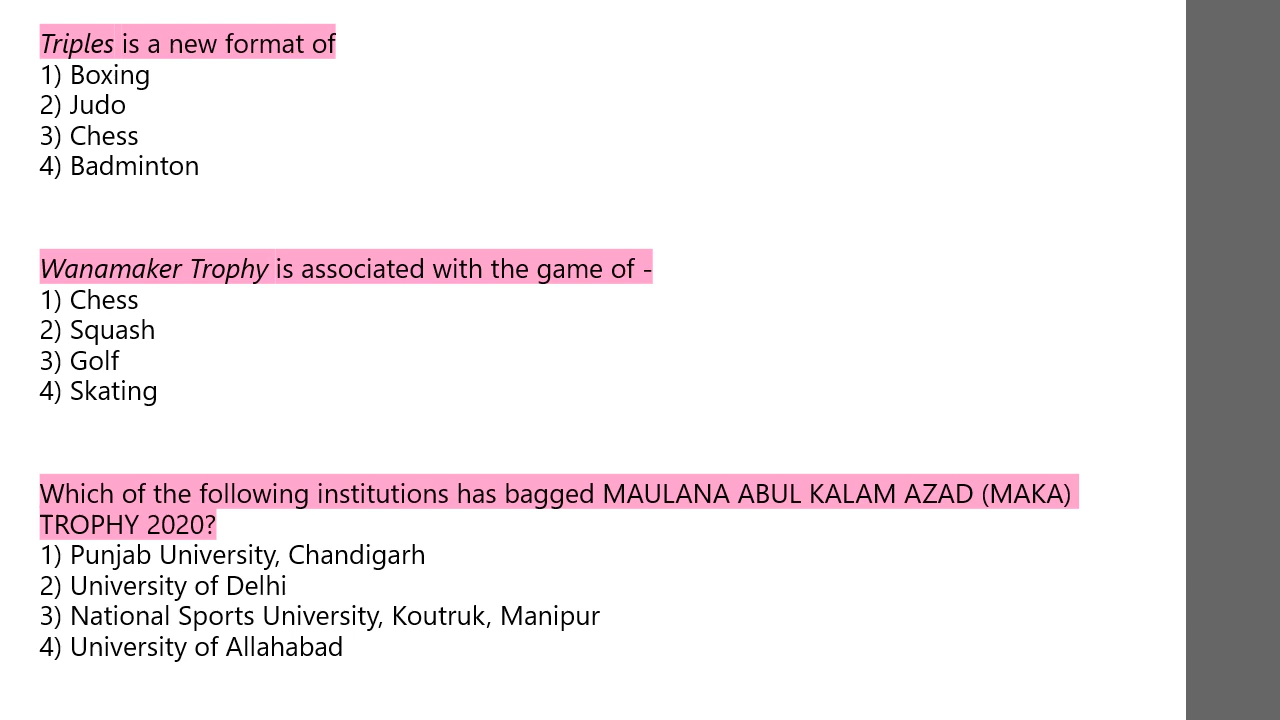 Triples is a new format of
1) Boxing
2) Judo
3) Chess
4) Badminton
Wanamaker Trophy is associated with the game of -
1) Chess
2) Squash
3) Golf
4) Skating
Which of the following institutions has bagged MAULANA ABUL KALAM AZAD (MAKA)
TROPHY 2020?
1) Punjab University, Chandigarh
2) University of Delhi
3) National Sports University, Koutruk, Manipur
4) University of Allahabad